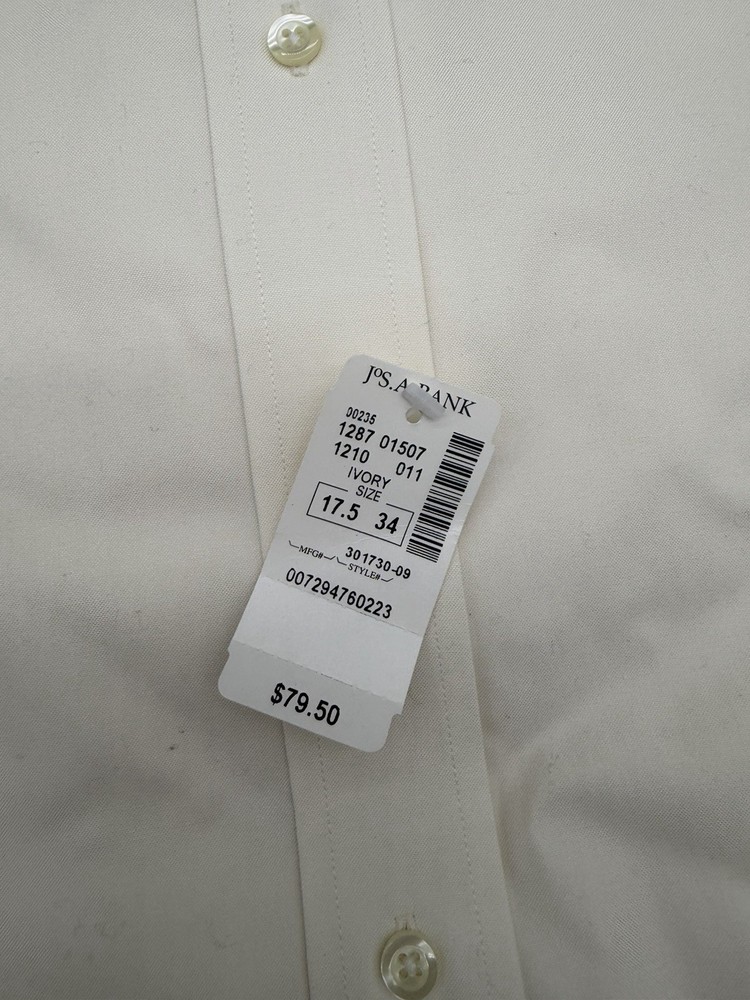 JoS. A. BANK
00235
1287 01507
1210 011
IVORY
SIZE
17.5 34
301730-09
MFG# STYLE#
007294760223
$79.50